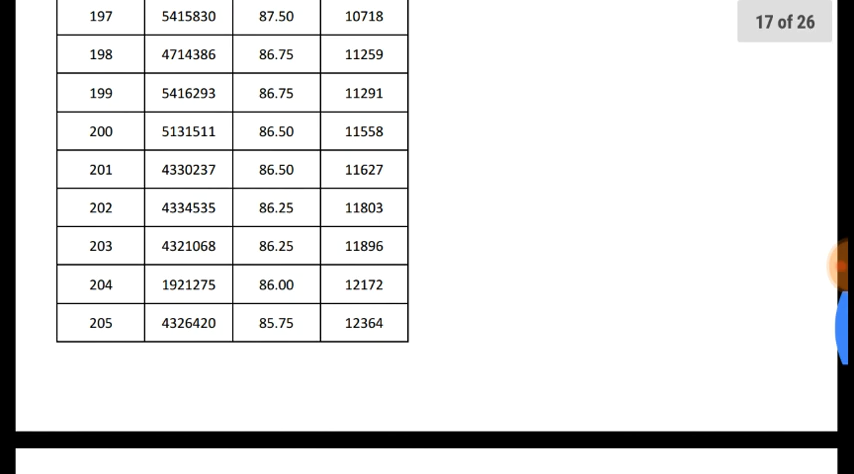 197 5415830 87.50 10718
17 of 26
198 4714386 86.75 11259
199 5416293 86.75 11291
200 5131511 86.50 11558
201 4330237 86.50 11627
202 4334535 86.25 11803
203 4321068 86.25 11896
204 1921275 86.00 12172
205 4326420 85.75 12364